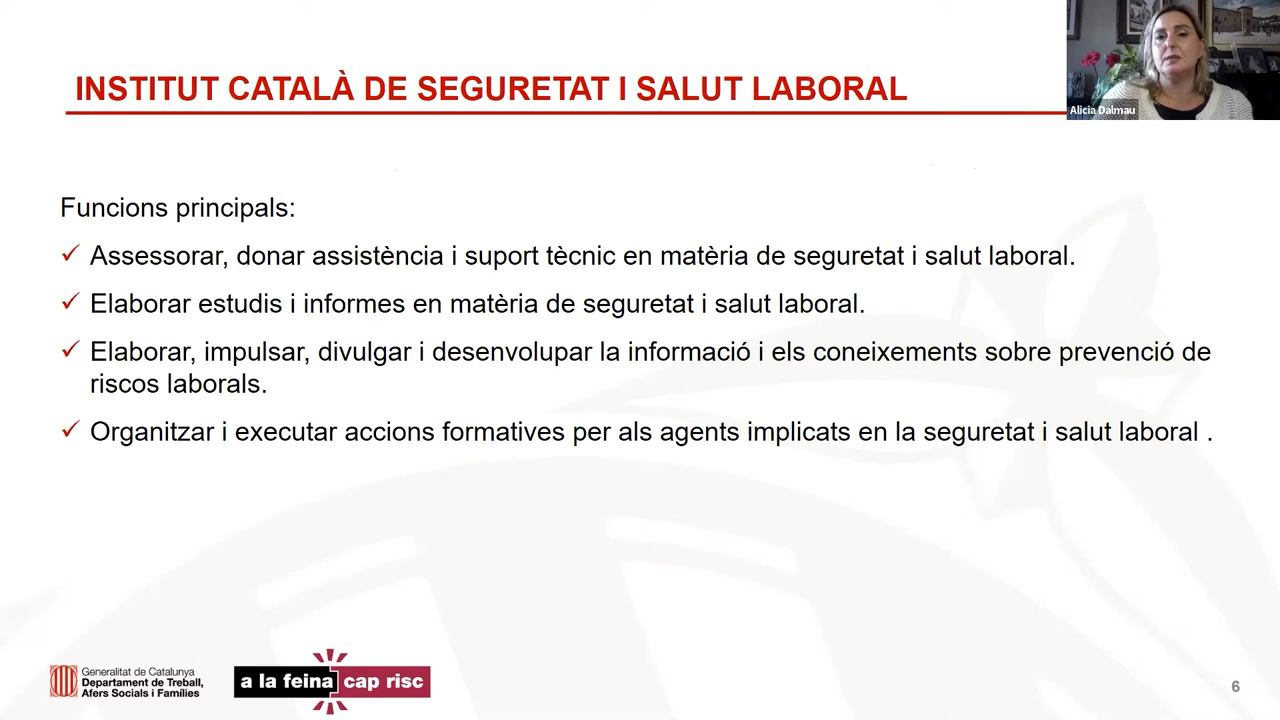 INSTITUT CATALÀ DE SEGURETAT I SALUT LABORAL
Alicia Dalmau
Funcions principals:
✓ Assessorar, donar assistència i suport tècnic en matèria de seguretat i salut laboral.
✓ Elaborar estudis i informes en matèria de seguretat i salut laboral.
✓ Elaborar, impulsar, divulgar i desenvolupar la informació i els coneixements sobre prevenció de
riscos laborals.
✓ Organitzar i executar accions formatives per als agents implicats en la seguretat i salut laboral .
Generalitat de Catalunya
Departament de Treball,
Afers Socials i Famílies
a la feina cap risc
6